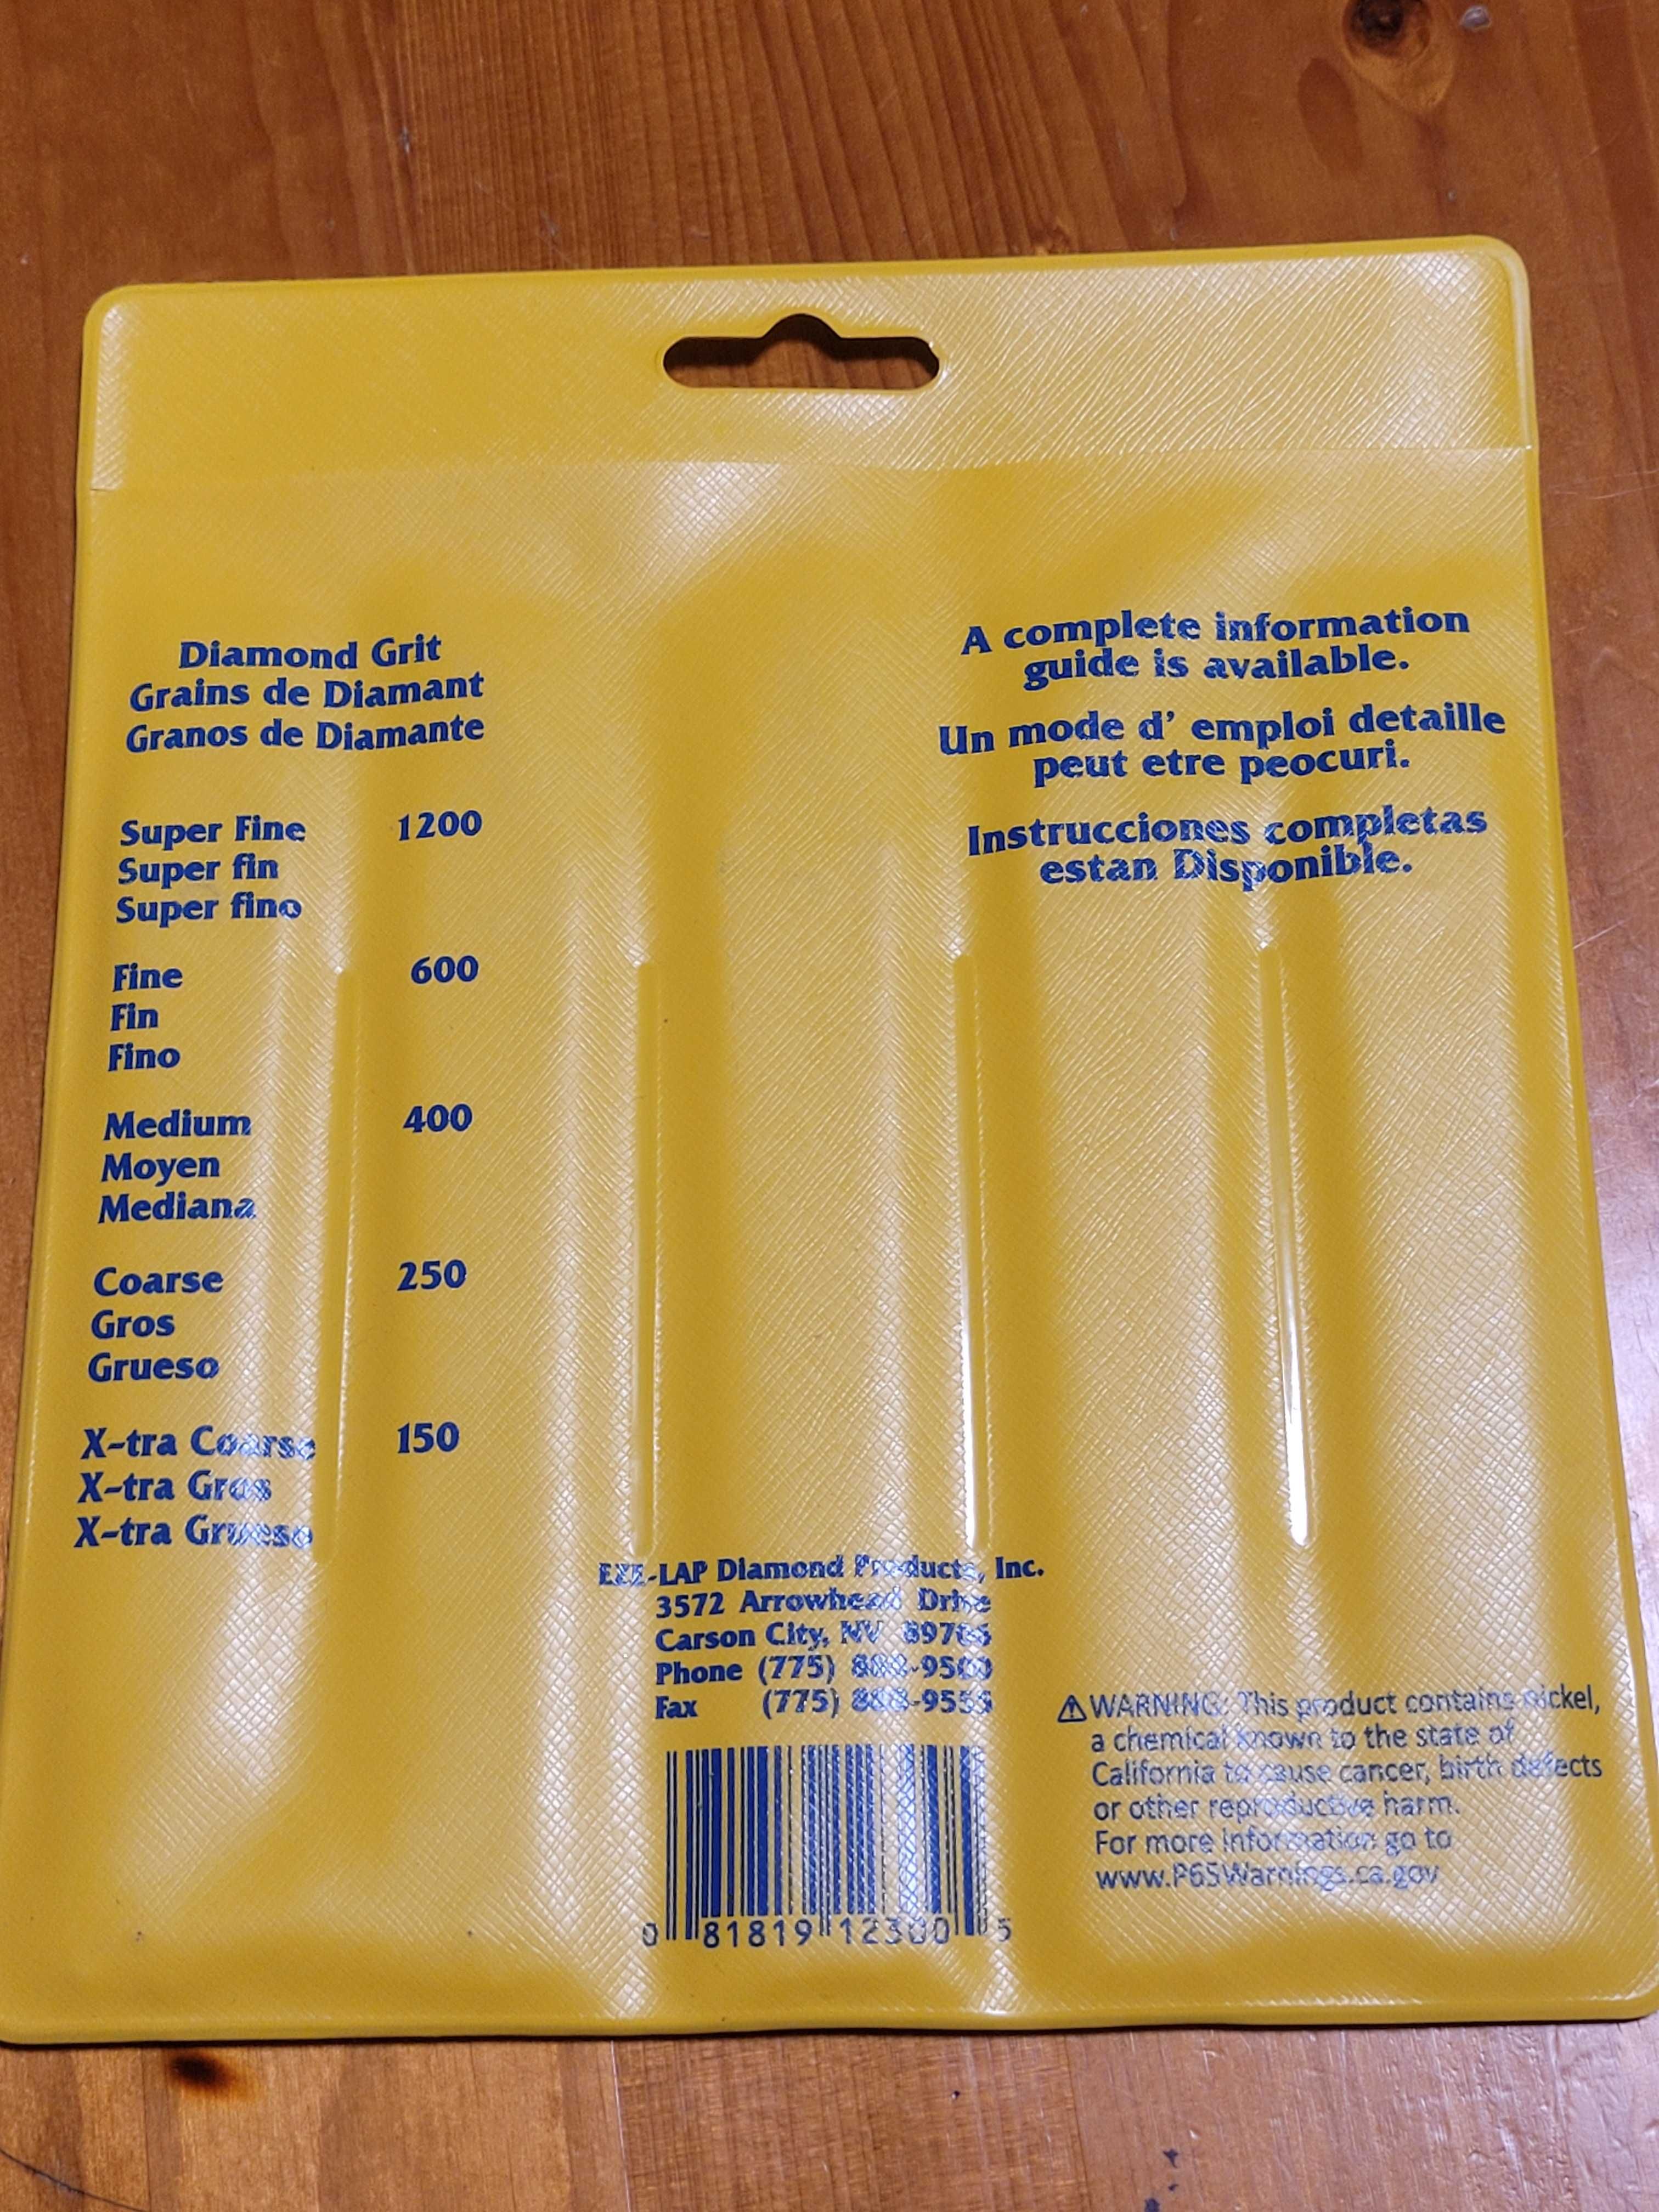 Diamond Grit
Grains de Diamant
Granos de Diamante
Super Fine 1200
Super fin
Super fino
Fine 600
Fin
Fino
Medium 400
Moyen
Mediana
Coarse 250
Gros
Grueso
X-tra Coarse 150
X-tra Gros
X-tra Grueso
A complete information
guide is available.
Un mode d' emploi detaille
peut etre peocuri.
Instrucciones completas
estan Disponible.
EZE-LAP Diamond Products, Inc.
3572 Arrowhead Drive
Carson City, NV 89706
Phone (775) 888-9500
Fax (775) 888-9555
0 81819 12300 5
⚠WARNING: This product contains nickel,
a chemical known to the state of
California to cause cancer, birth defects
or other reproductive harm.
For more information go to
www.P65Warnings.ca.gov